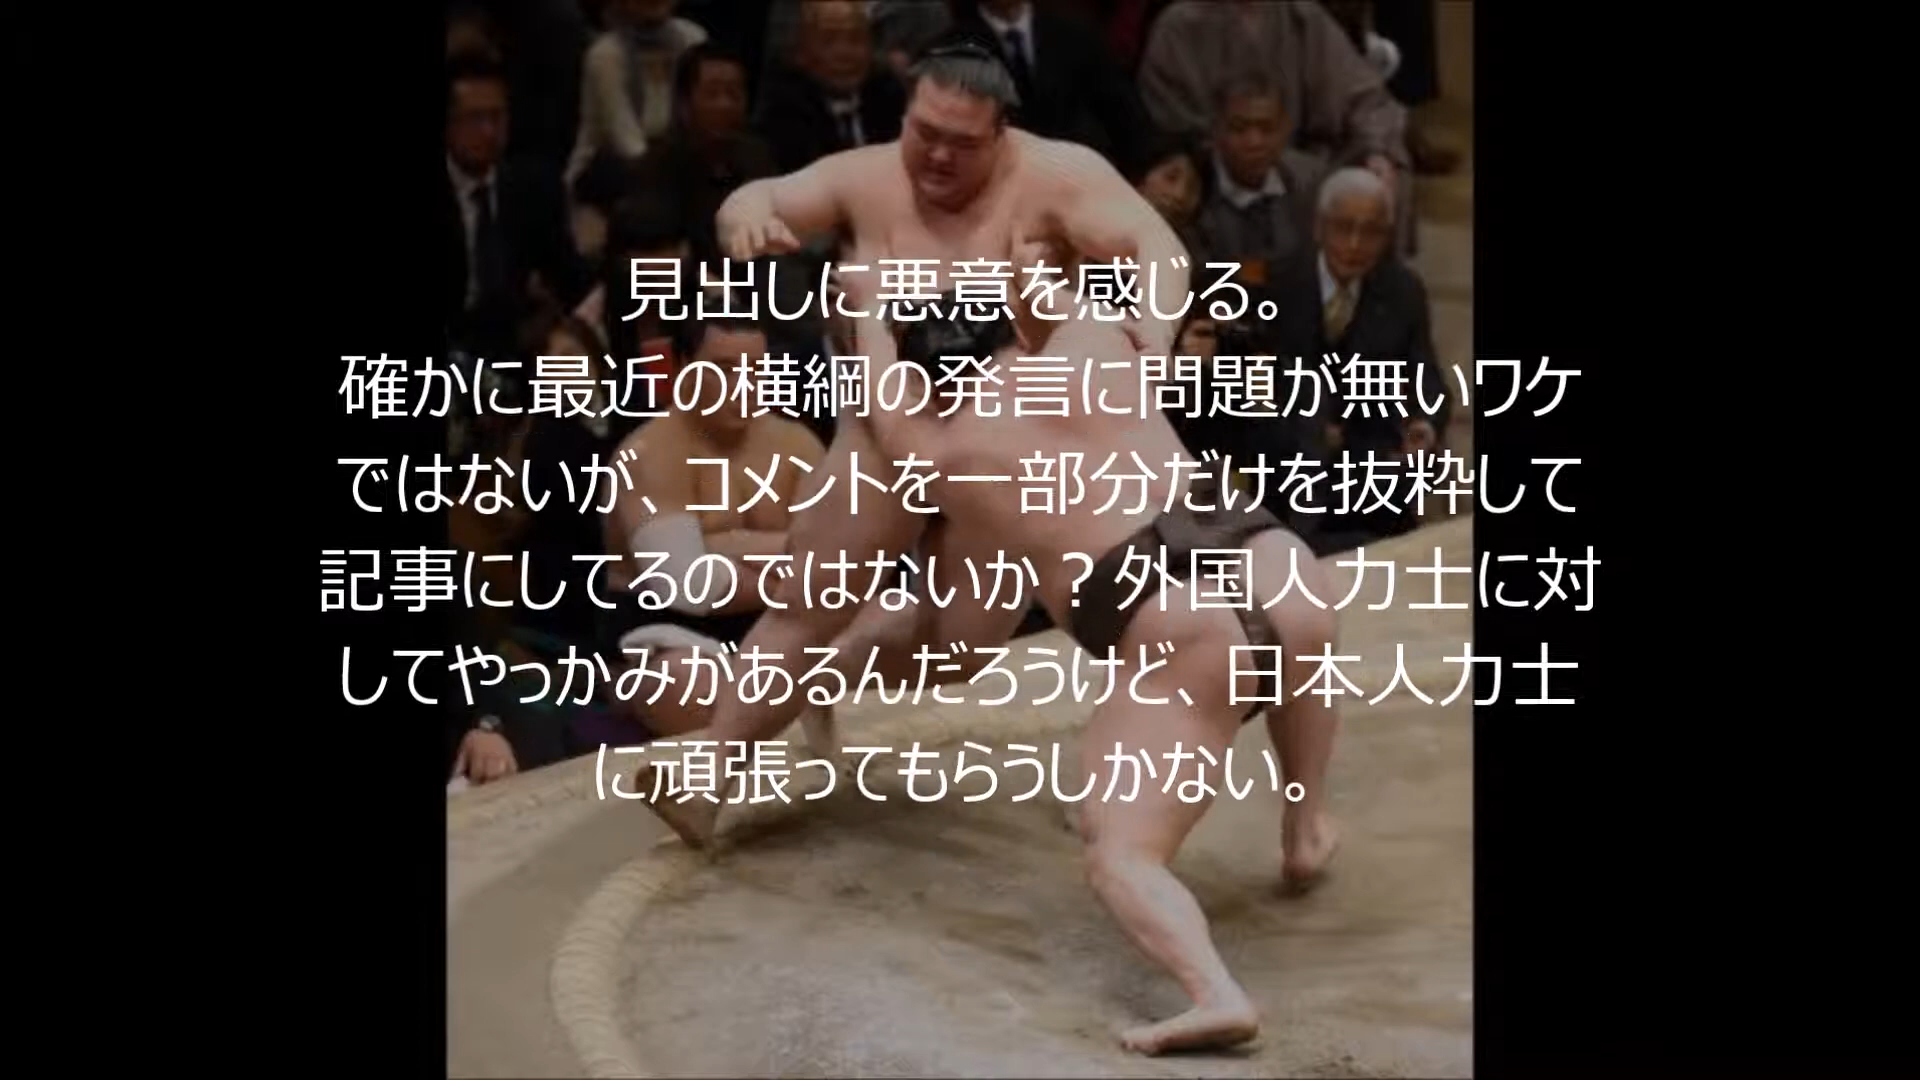 見出しに悪意を感じる。
確かに最近の横綱の発言に問題が無いワケ
ではないが、コメントを一部分だけを抜粋して
記事にしてるのではないか？外国人力士に対
してやっかみがあるんだろうけど、日本人力士
に頑張ってもらうしかない。